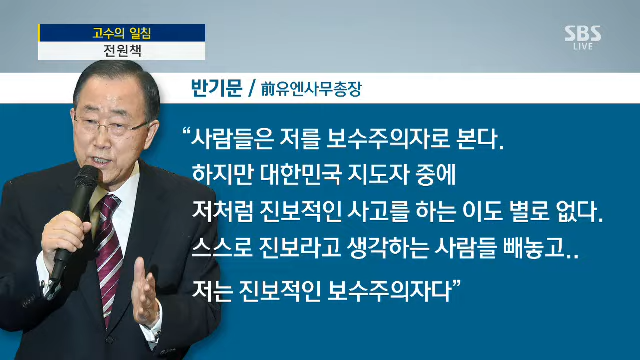 고수의 일침
전원책
SBS
LIVE
반기문 / 前유엔사무총장
“사람들은 저를 보수주의자로 본다.
하지만 대한민국 지도자 중에
저처럼 진보적인 사고를 하는 이도 별로 없다.
스스로 진보라고 생각하는 사람들 빼놓고..
저는 진보적인 보수주의자다”